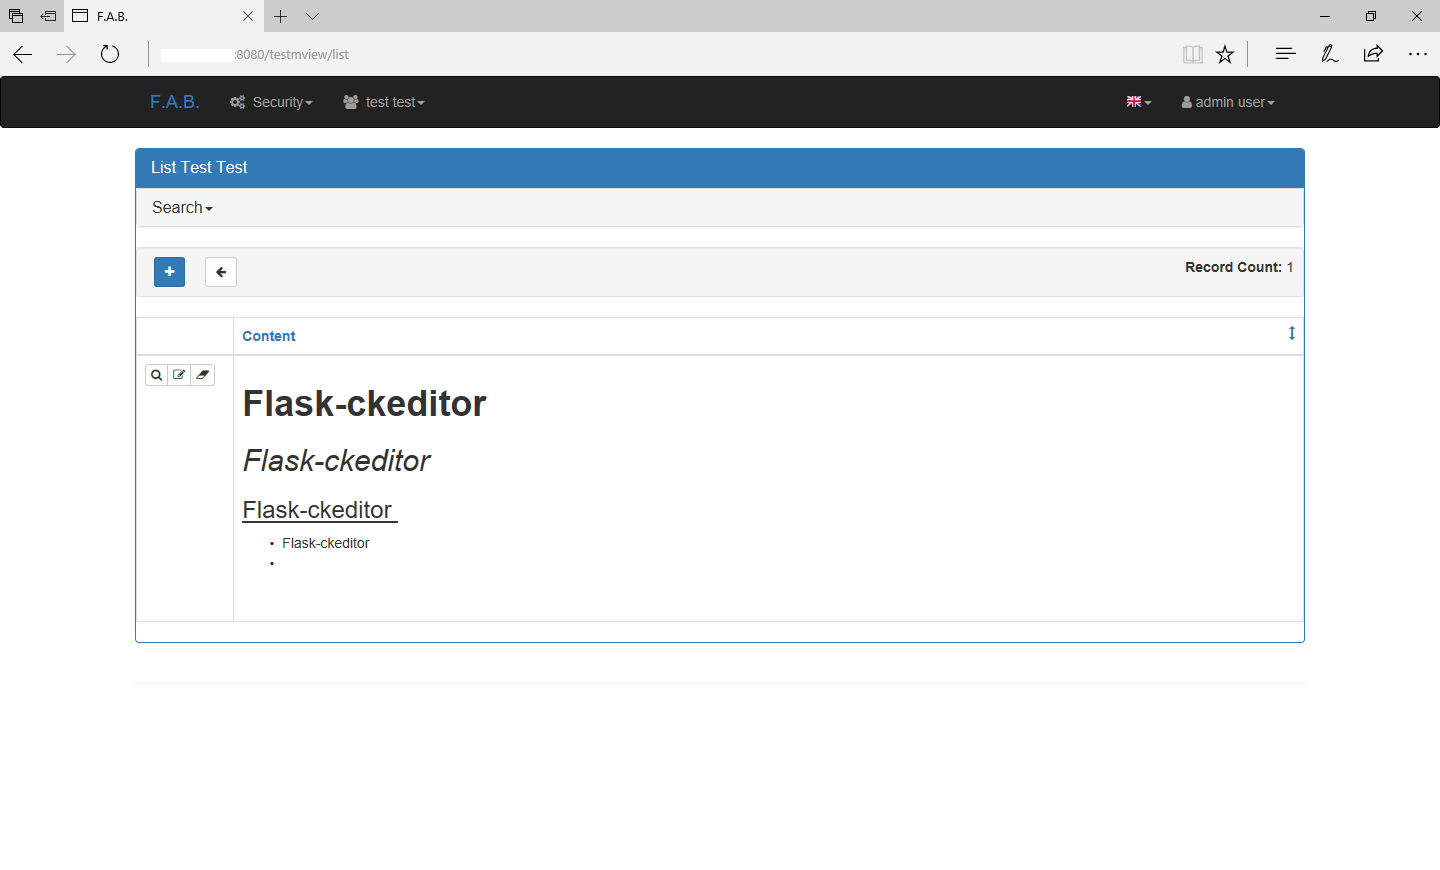 F.A.B.
:8080/testmview/list
F.A.B. Security test test admin user
List Test Test
Search
Record Count: 1
Content
Flask-ckeditor
Flask-ckeditor
Flask-ckeditor
• Flask-ckeditor
•